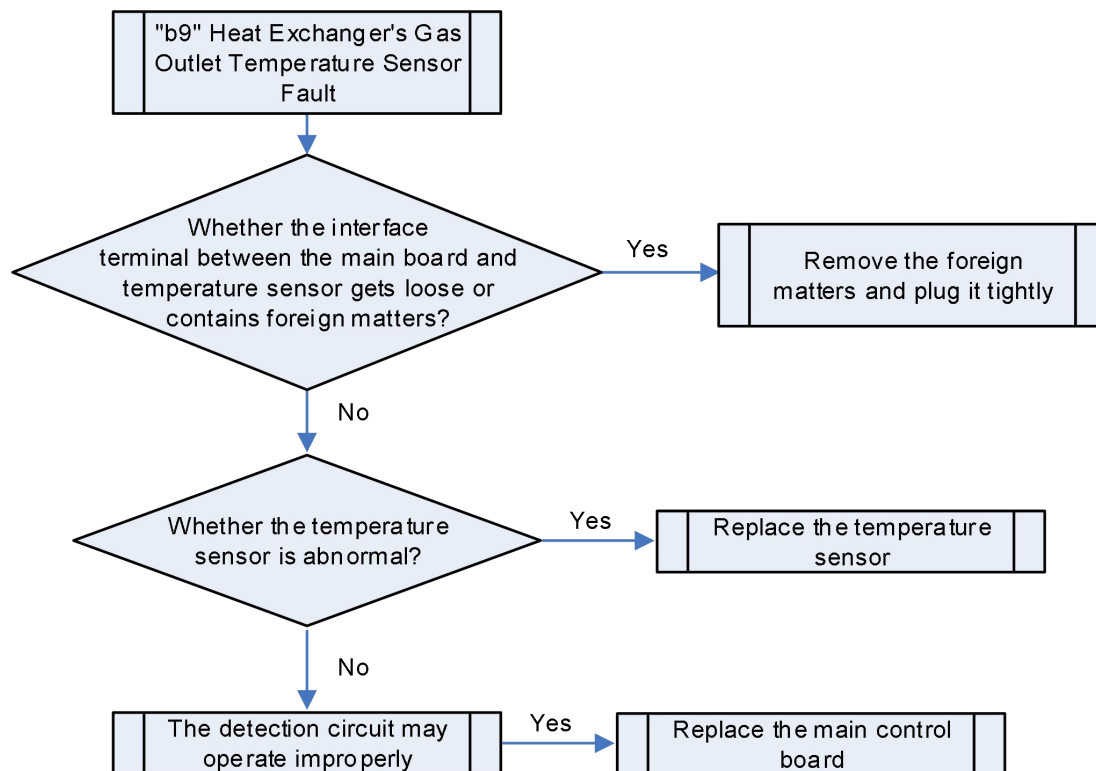 "b9" Heat Exchanger's Gas
Outlet Temperature Sensor
Fault
Whether the interface
terminal between the main board and
temperature sensor gets loose or
contains foreign matters?
Yes
Remove the foreign
matters and plug it tightly
No
Whether the temperature
sensor is abnormal?
Yes
Replace the temperature
sensor
No
The detection circuit may
operate improperly
Yes
Replace the main control
board